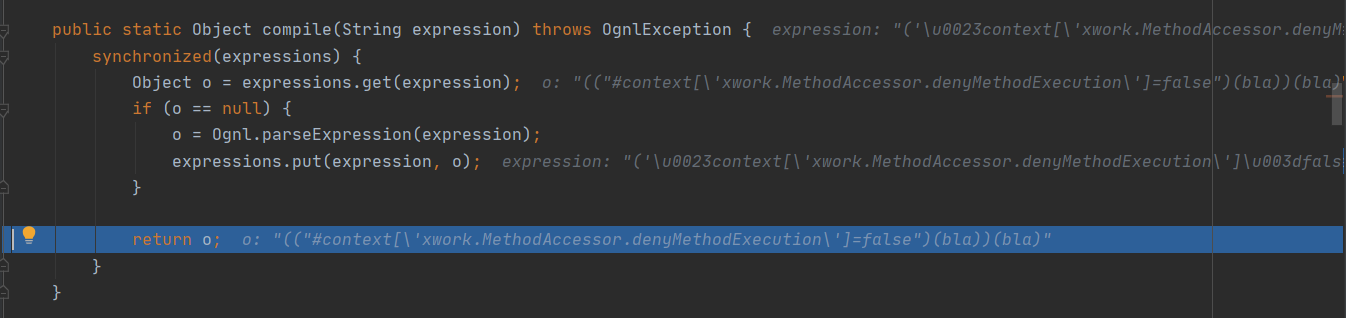 public static Object compile(String expression) throws OgnlException {  expression: "('\u0023context[\'xwork.MethodAccessor.denyM
synchronized(expressions) {
Object o = expressions.get(expression);  o: "(("#context[\'xwork.MethodAccessor.denyMethodExecution\']=false")(bla))(bla)"
if (o == null) {
o = Ognl.parseExpression(expression);
expressions.put(expression, o);  expression: "('\u0023context[\'xwork.MethodAccessor.denyMethodExecution\']\u003dfals
}
return o;  o: "(("#context[\'xwork.MethodAccessor.denyMethodExecution\']=false")(bla))(bla)"
}
}